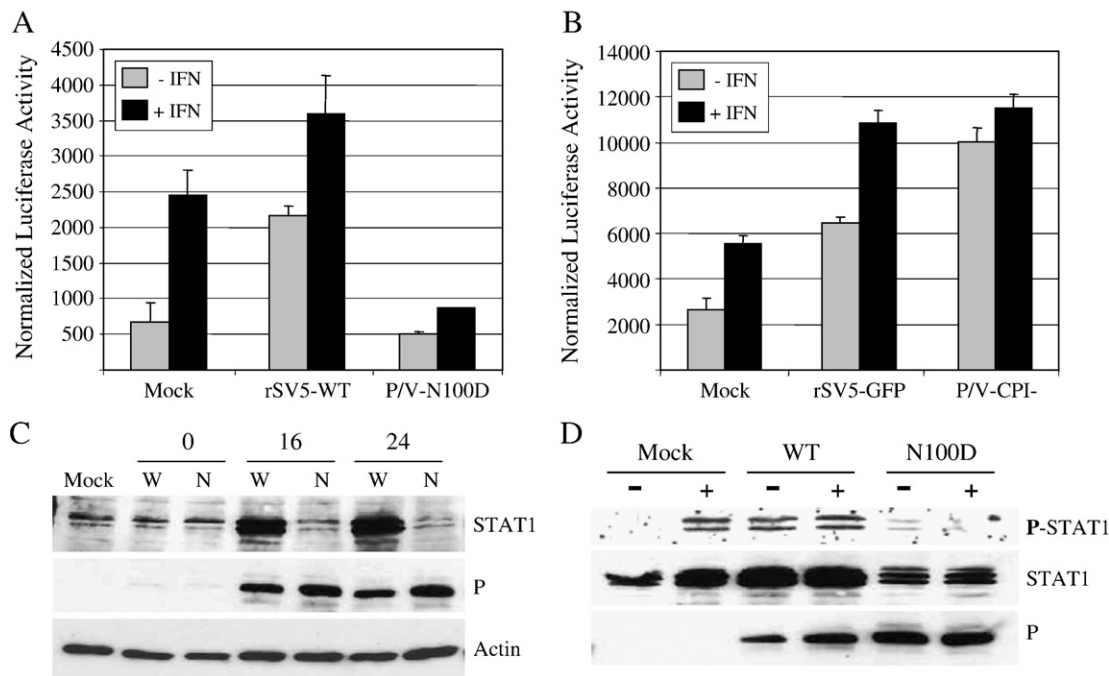 A
Normalized Luciferase Activity
4500
4000
3500
3000
2500
2000
1500
1000
500
- IFN
+ IFN
Mock rSV5-WT P/V-N100D
B
Normalized Luciferase Activity
14000
12000
10000
8000
6000
4000
2000
- IFN
+ IFN
Mock rSV5-GFP P/V-CPI-
C
0 16 24
Mock W N W N W N
STAT1
P
Actin
D
Mock WT N100D
- + - + - +
P-STAT1
STAT1
P